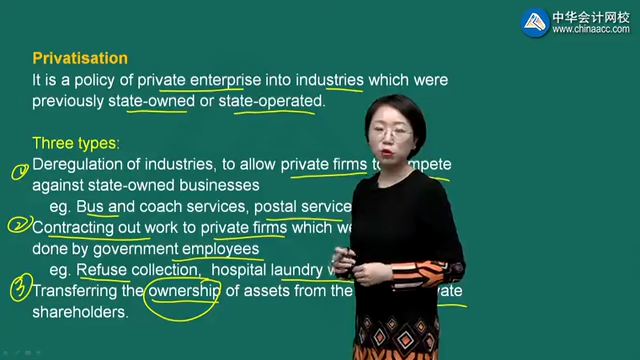 中华会计网校
www.chinaacc.com
Privatisation
It is a policy of private enterprise into industries which were
previously state-owned or state-operated.
Three types:
① Deregulation of industries, to allow private firms
against state-owned businesses
eg. Bus and coach services, postal service
② Contracting out work to private firms which
done by government employees
eg. Refuse collection, hospital laundry
③ Transferring the ownership of assets from the
shareholders.